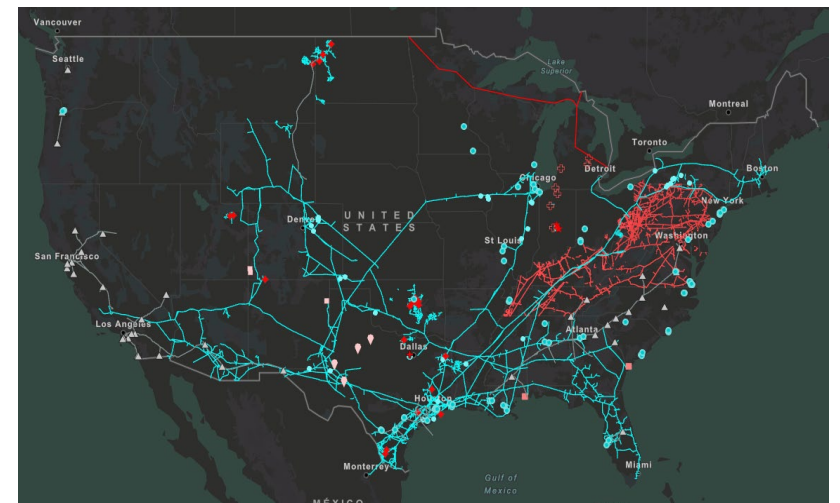 Vancouver
Seattle
Lake
Superior
Montreal
Toronto
Detroit
Boston
Chicago
New York
Denver
UNITED
STATES
St Louis
Washington
San Francisco
Los Angeles
Atlanta
Dallas
Houston
Monterrey
Miami
Gulf of
Mexico
MÉXICO